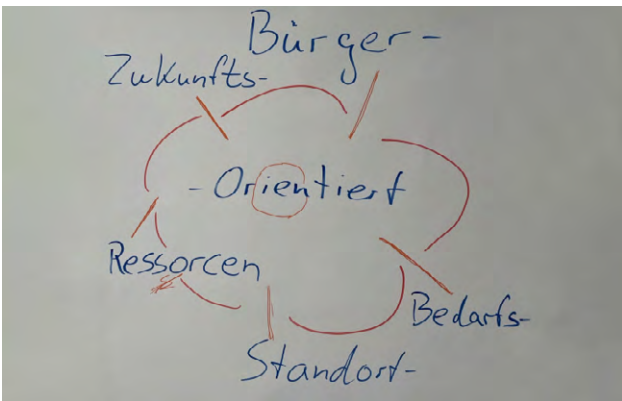 Bürger-
Zukunfts-
-Orientiert
Ressorcen
Bedarfs-
Standort-